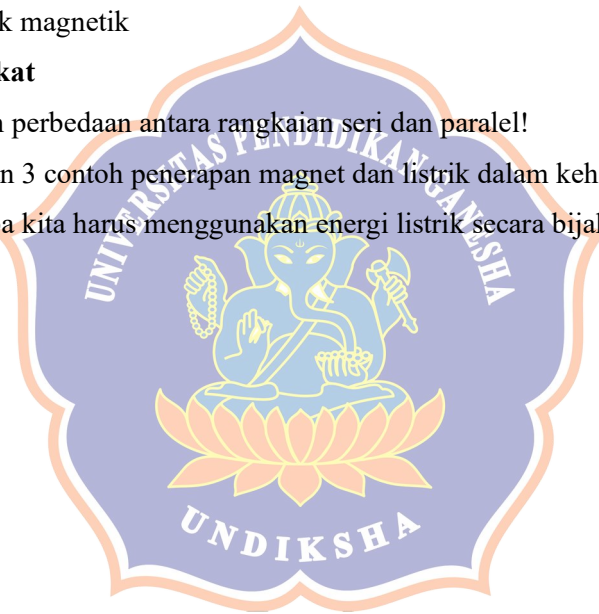 k magnetik
kat
n perbedaan antara rangkaian seri dan paralel!
n 3 contoh penerapan magnet dan listrik dalam keh
a kita harus menggunakan energi listrik secara bija
UNIVERSITAS PENDIDIKAN GANESHA
UNDIKSHA